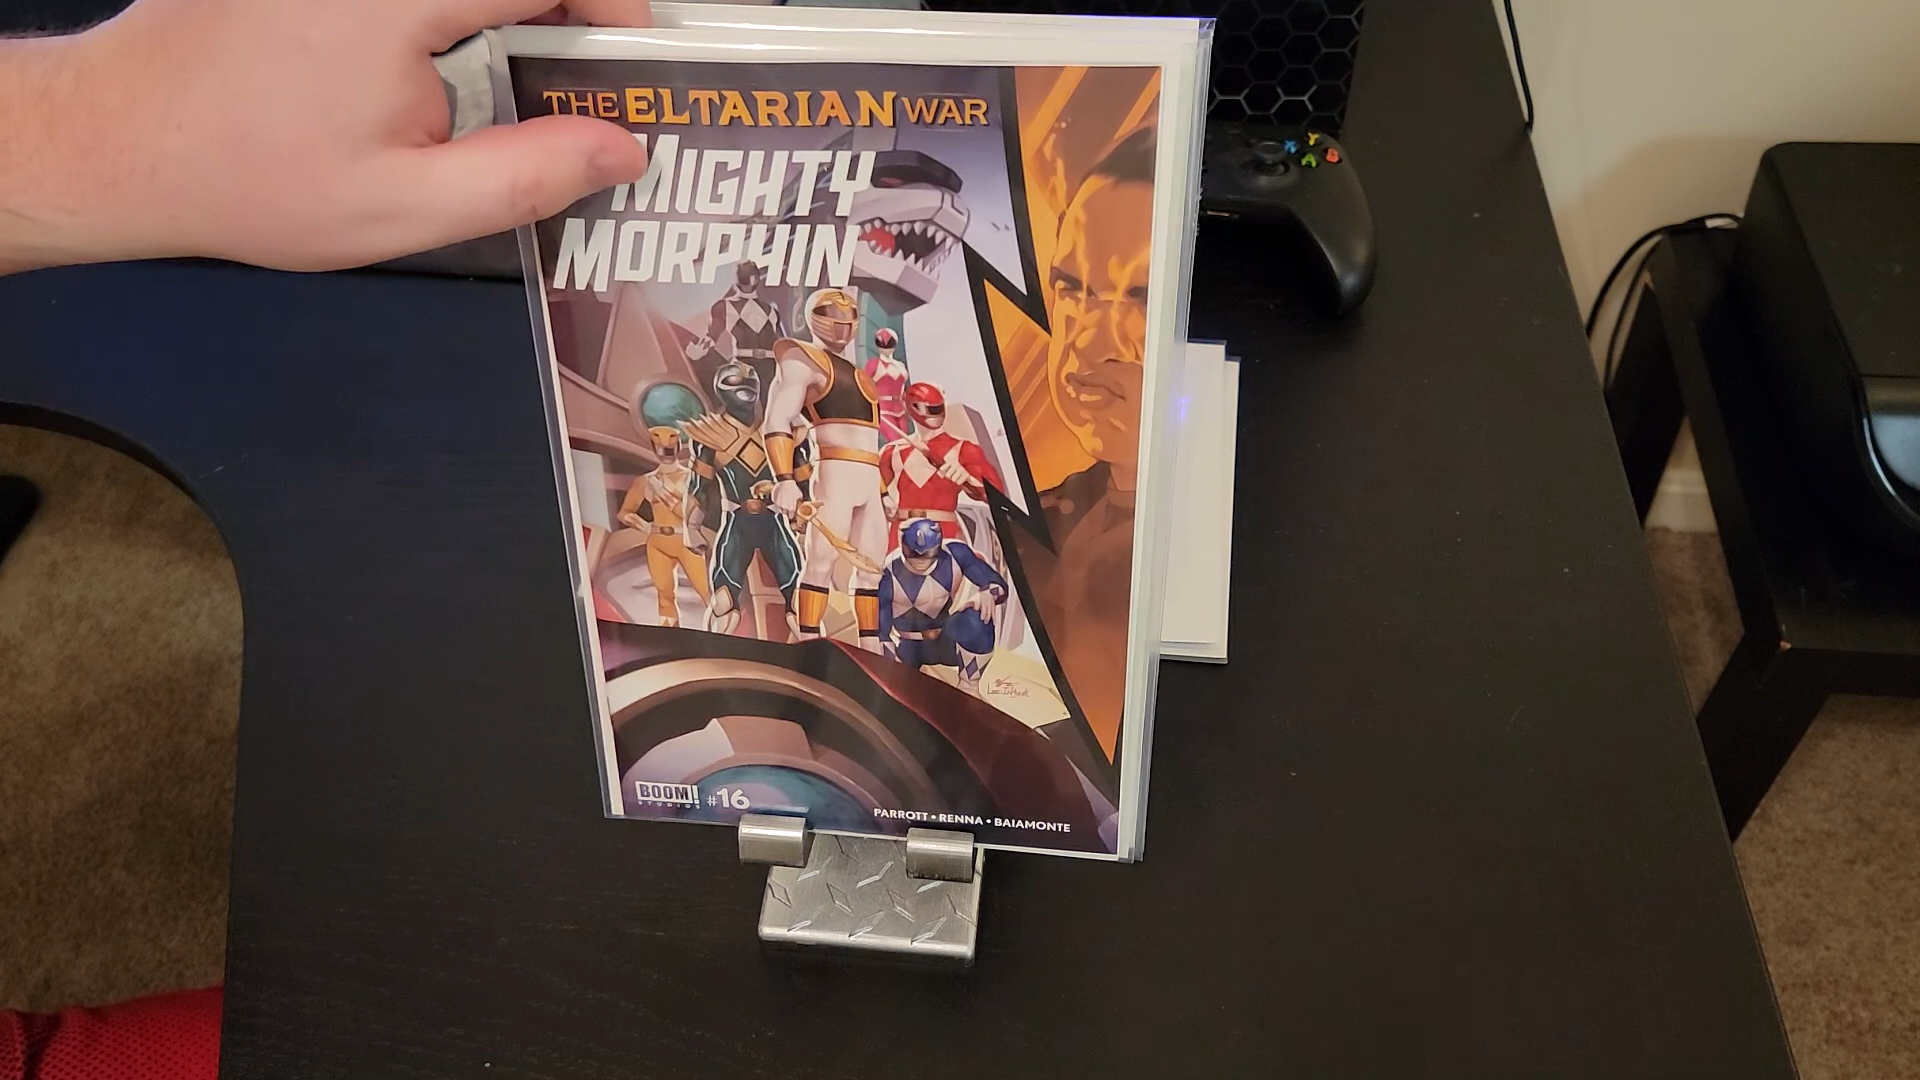 THE ELTARIAN WAR
MIGHTY
MORPHIN
BOOM!
STUDIOS
#16
PARROTT • RENNA • BAIAMONTE
Y
X
B
A